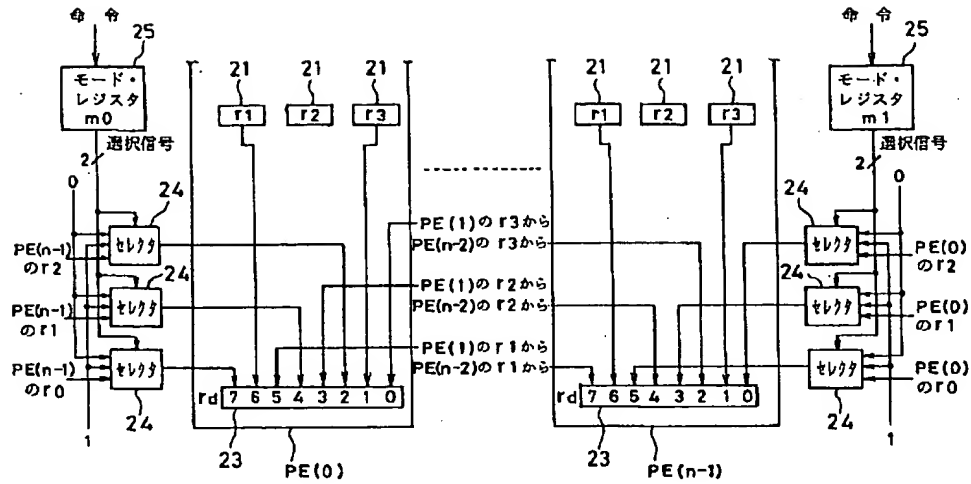 命令
25
モード・
レジスタ
m0
選択信号
2
0
24
セレクタ
PE(n-1)
のr2
24
セレクタ
PE(n-1)
のr1
セレクタ
PE(n-1)
のr0
24
1
21
21
21
r1
r2
r3
rd
7 6 5 4 3 2 1 0
23
PE(0)
PE(1)のr3から
PE(n-2)のr3から
PE(1)のr2から
PE(n-2)のr2から
PE(1)のr1から
PE(n-2)のr1から
21
21
21
r1
r2
r3
rd
7 6 5 4 3 2 1 0
23
PE(n-1)
命令
25
モード・
レジスタ
m1
選択信号
2
0
24
セレクタ
PE(0)
のr2
24
セレクタ
PE(0)
のr1
セレクタ
PE(0)
のr0
24
1